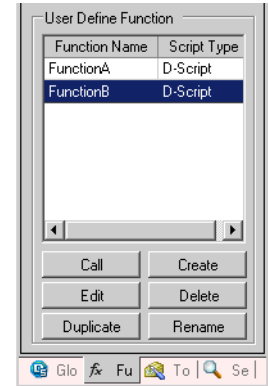 User Define Function
Function Name Script Type
FunctionA D-Script
FunctionB D-Script
Call Create
Edit Delete
Duplicate Rename
Glo fx Fu To Se